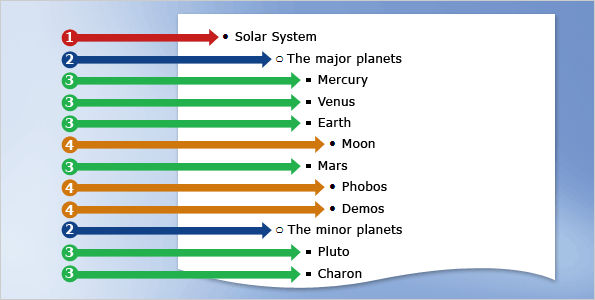 1 • Solar System
2 ○ The major planets
3 ▪ Mercury
3 ▪ Venus
3 ▪ Earth
4 • Moon
3 ▪ Mars
4 • Phobos
4 • Demos
2 ○ The minor planets
3 ▪ Pluto
3 ▪ Charon